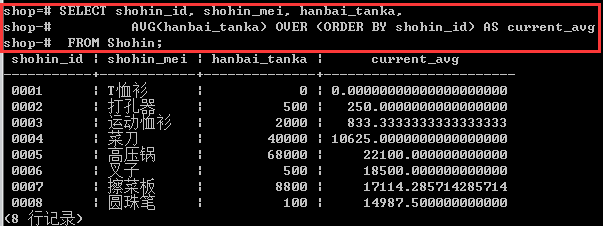 shop=# SELECT shohin_id, shohin_mei, hanbai_tanka,
shop-#        AVG(hanbai_tanka) OVER (ORDER BY shohin_id) AS current_avg
shop-#   FROM Shohin;
shohin_id | shohin_mei | hanbai_tanka | current_avg
-----------+------------+--------------+------------------------
0001 | T恤衫 | 0 | 0.00000000000000000000
0002 | 打孔器 | 500 | 250.0000000000000000
0003 | 运动恤衫 | 2000 | 833.3333333333333333
0004 | 菜刀 | 40000 | 10625.000000000000
0005 | 高压锅 | 68000 | 22100.000000000000
0006 | 叉子 | 500 | 18500.000000000000
0007 | 擦菜板 | 8800 | 17114.285714285714
0008 | 圆珠笔 | 100 | 14987.500000000000
(8 行记录)